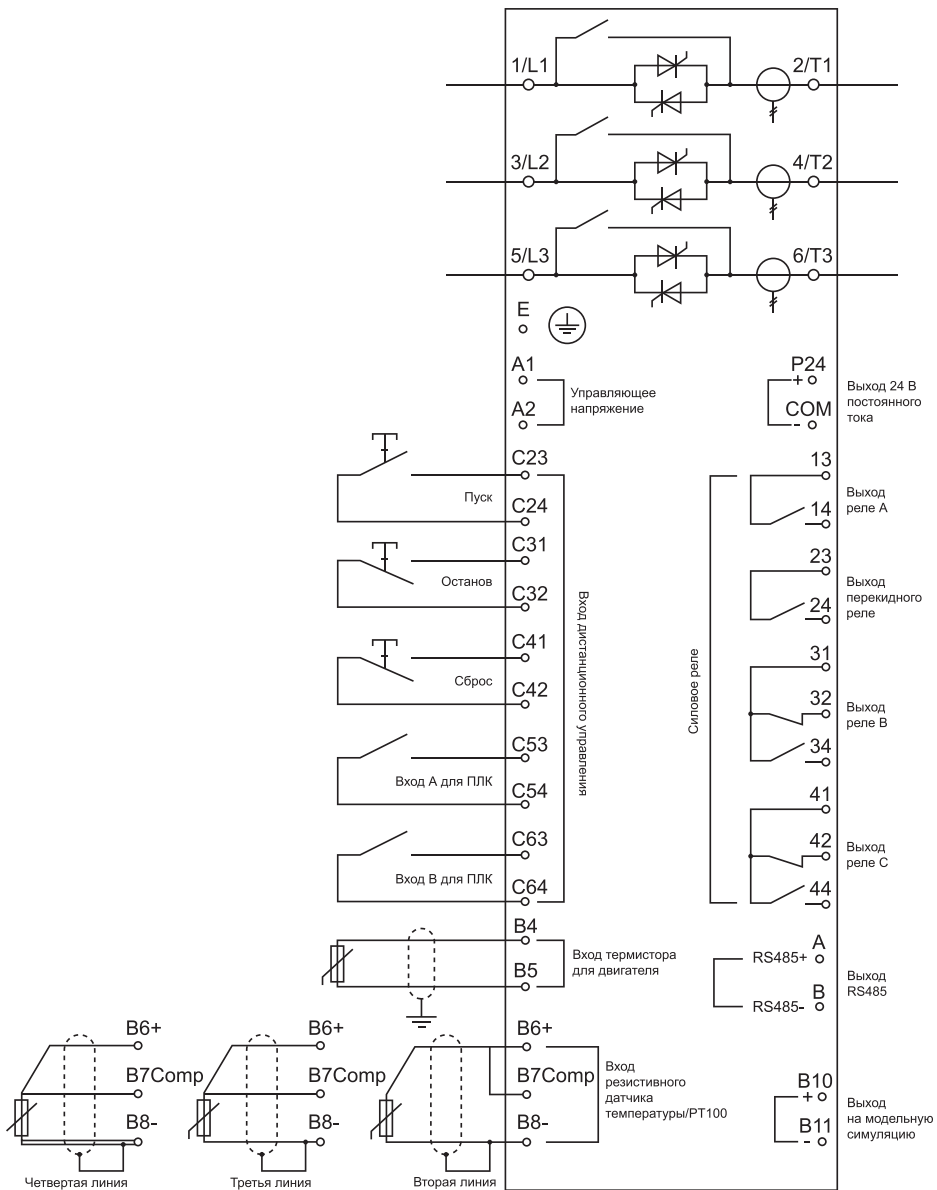 1/L1
2/T1
3/L2
4/T2
5/L3
6/T3
E
A1
A2
Управляющее
напряжение
P24
+
COM
-
Выход 24 В
постоянного
тока
C23
Пуск
C24
C31
Останов
C32
C41
Сброс
C42
C53
Вход А для ПЛК
C54
C63
Вход В для ПЛК
C64
Вход дистанционного управления
Силовое реле
13
14
Выход
реле А
23
24
Выход
перекидного
реле
31
32
34
Выход
реле В
41
42
44
Выход
реле С
B4
B5
Вход термистора
для двигателя
RS485+
A
RS485-
B
Выход
RS485
B6+
B7Comp
B8-
Четвертая линия
B6+
B7Comp
B8-
Третья линия
B6+
B7Comp
B8-
Вторая линия
Вход
резистивного
датчика
температуры/PT100
B10
+
B11
-
Выход
на модельную
симуляцию